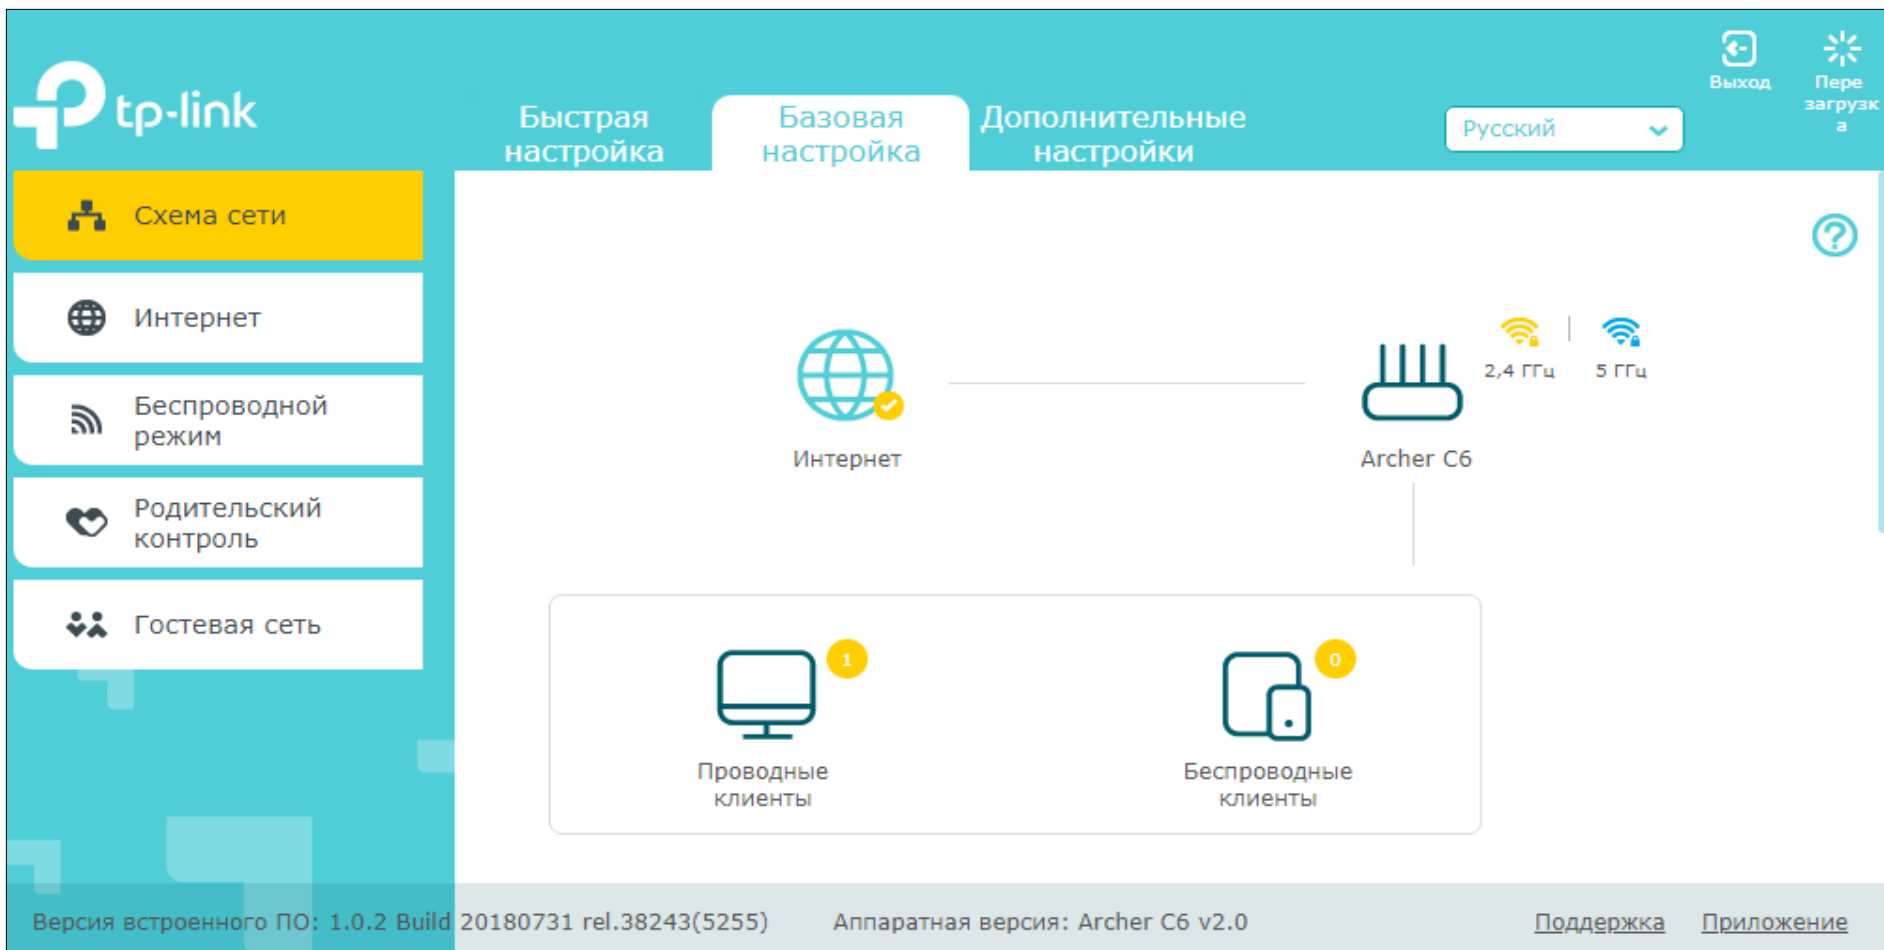 tp-link
Быстрая
настройка
Базовая
настройка
Дополнительные
настройки
Русский
Выход
Пере
загрузк
а
Схема сети
Интернет
Беспроводной
режим
Родительский
контроль
Гостевая сеть
2,4 ГГц
5 ГГц
Интернет
Archer C6
1
0
Проводные
клиенты
Беспроводные
клиенты
Версия встроенного ПО: 1.0.2 Build 20180731 rel.38243(5255)
Аппаратная версия: Archer C6 v2.0
Поддержка
Приложение